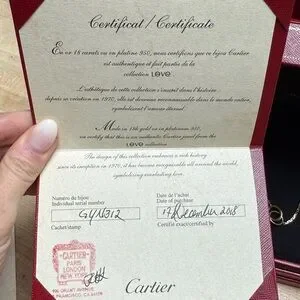 Certificat / Certificate
En or 18 carats ou en platine 950, nous certifions que ce bijou Cartier
est authentique et fait partie de la
collection LOVE
L'esthétique de cette collection s'inscrit dans l'histoire
depuis sa création en 1970, elle est devenue reconnaissable dans le monde entier,
symbolisant l'amour éternel.
Made in 18k gold or in platinum 950,
we certify that this is an authentic Cartier jewel from the
LOVE collection
The design of this collection embraces a rich history
since its inception in 1970, it has become recognizable all around the world,
symbolizing everlasting love.
Numéro de bijou
Individual serial number
GYN312
Date de l'achat
Date of purchase
17 December 2018
Cachet/stamp
Certifié exact/certified by
CARTIER
PARIS
LONDON
NEW YORK
GRANT AVENUE
FRANCISCO, CA 94108
Cartier